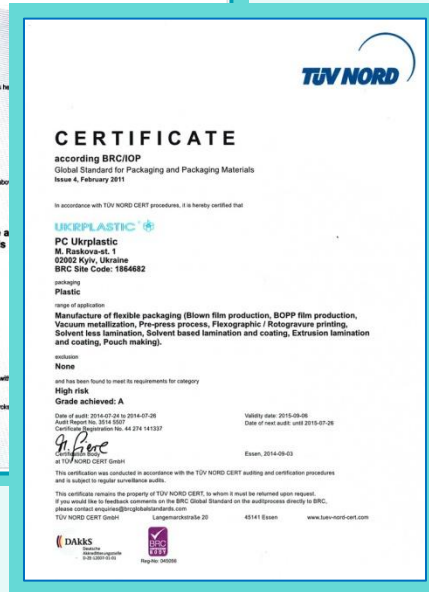 TÜV NORD
CERTIFICATE
according BRC/IOP
Global Standard for Packaging and Packaging Materials
Issue 4, February 2011
In accordance with TÜV NORD CERT procedures, it is hereby certified that
UKRPLASTIC
PC Ukrplastic
M. Raskova-st. 1
02002 Kyiv, Ukraine
BRC Site Code: 1864682
packaging
Plastic
range of application
Manufacture of flexible packaging (Blown film production, BOPP film production,
Vacuum metallization, Pre-press process, Flexographic / Rotogravure printing,
Solvent less lamination, Solvent based lamination and coating, Extrusion lamination
and coating, Pouch making).
exclusion
None
and has been found to meet its requirements for category
High risk
Grade achieved: A
Date of audit: 2014-07-24 to 2014-07-26
Validity date: 2015-09-06
Audit Report No. 3514 5507
Date of next audit: until 2015-07-26
Certificate Registration No. 44 274 141337
Certification Body
at TÜV NORD CERT GmbH
Essen, 2014-09-03
This certification was conducted in accordance with the TÜV NORD CERT auditing and certification procedures
and is subject to regular surveillance audits.
This certificate remains the property of TÜV NORD CERT, to whom it must be returned upon request.
If you would like to feedback comments on the BRC Global Standard on the auditprocess directly to BRC,
please contact enquiries@brcglobalstandards.com
TÜV NORD CERT GmbH Langemarckstraße 20 45141 Essen www.tuev-nord-cert.com
DAkkS
Deutsche
Akkreditierungsstelle
BRC
BODY